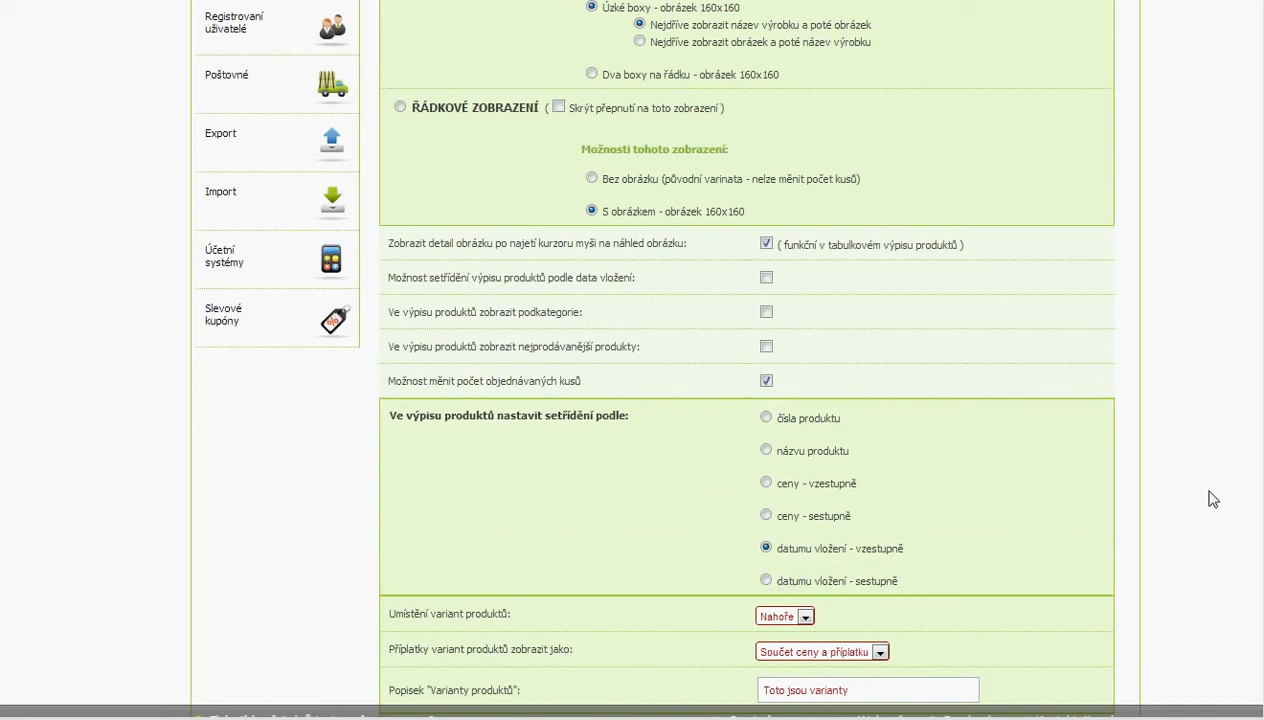 Registrovaní
uživatelé
Poštovné
Export
Import
Účetní
systémy
Slevové
kupóny
Úzké boxy - obrázek 160x160
Nejdříve zobrazit název výrobku a poté obrázek
Nejdříve zobrazit obrázek a poté název výrobku
Dva boxy na řádku - obrázek 160x160
ŘÁDKOVÉ ZOBRAZENÍ ( Skrýt přepnutí na toto zobrazení )
Možnosti tohoto zobrazení:
Bez obrázku (původní varinata - nelze měnit počet kusů)
S obrázkem - obrázek 160x160
Zobrazit detail obrázku po najetí kurzoru myši na náhled obrázku: ( funkční v tabulkovém výpisu produktů )
Možnost setřídění výpisu produktů podle data vložení:
Ve výpisu produktů zobrazit podkategorie:
Ve výpisu produktů zobrazit nejprodávanější produkty:
Možnost měnit počet objednávaných kusů
Ve výpisu produktů nastavit setřídění podle:
čísla produktu
názvu produktu
ceny - vzestupně
ceny - sestupně
datumu vložení - vzestupně
datumu vložení - sestupně
Umístění variant produktů: Nahoře
Příplatky variant produktů zobrazit jako: Součet ceny a příplatku
Popisek "Varianty produktů": Toto jsou varianty